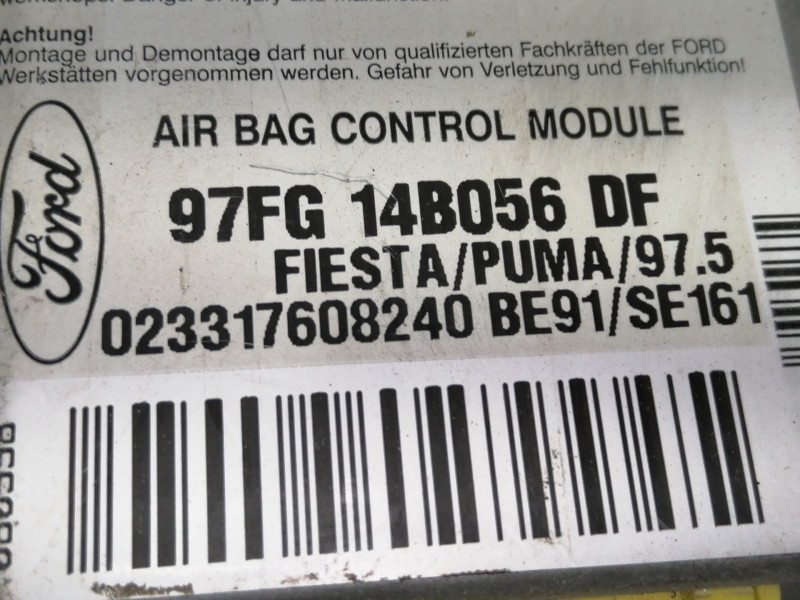 Achtung!
Montage und Demontage darf nur von qualifizierten Fachkräften der FORD
Werkstätten vorgenommen werden. Gefahr von Verletzung und Fehlfunktion!
Ford
AIR BAG CONTROL MODULE
97FG 14B056 DF
FIESTA/PUMA/97.5
023317608240 BE91/SE161